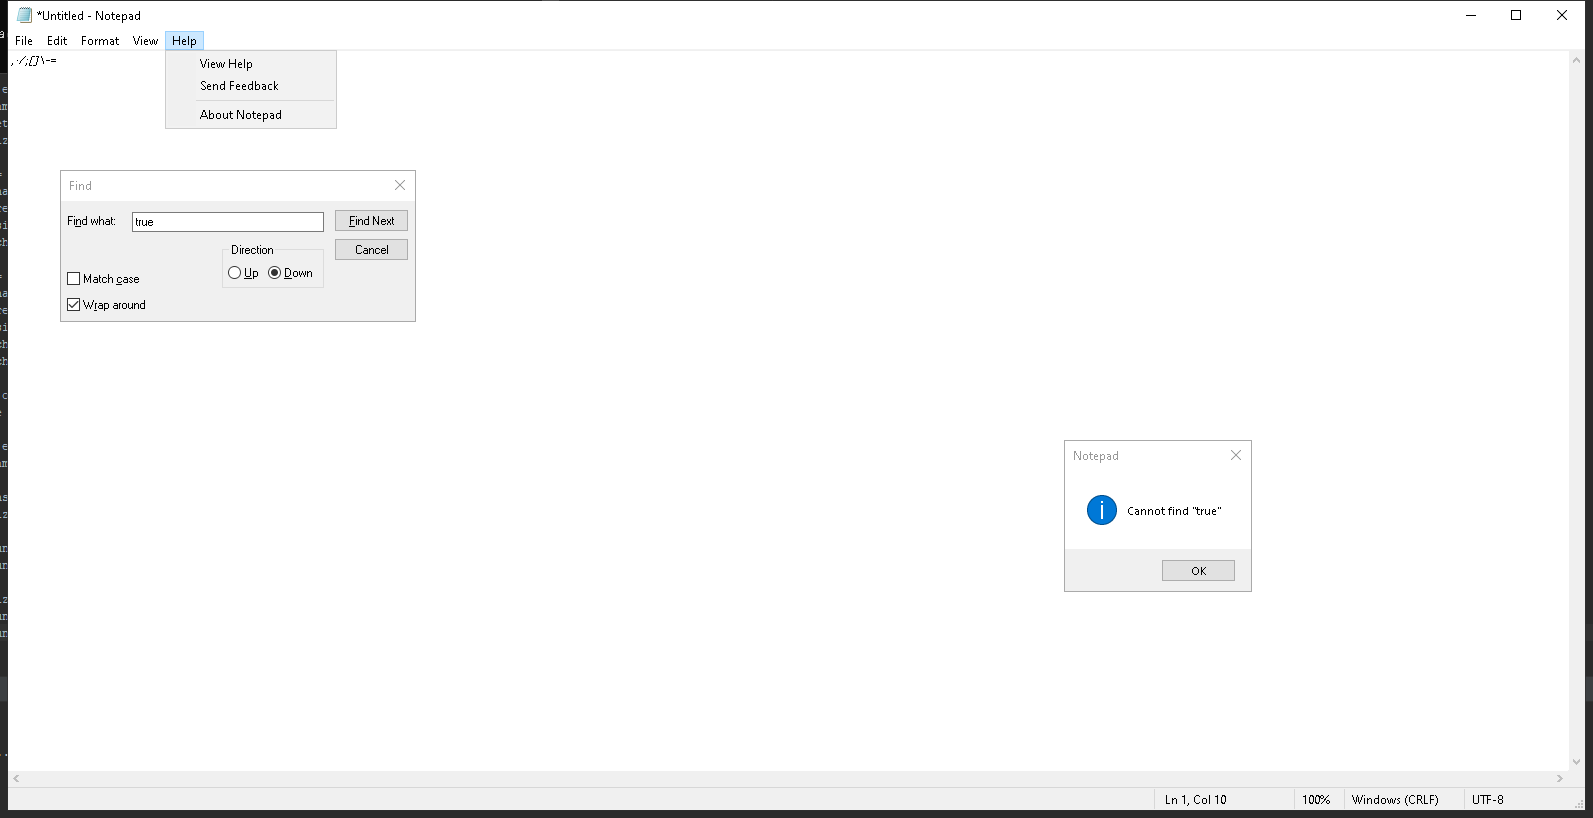 *Untitled - Notepad
File Edit Format View Help
,./;[]\-=
View Help
Send Feedback
About Notepad
Find
Find what: true Find Next
Direction Cancel
Up Down
Match case
Wrap around
Notepad
Cannot find "true"
OK
Ln 1, Col 10 100% Windows (CRLF) UTF-8